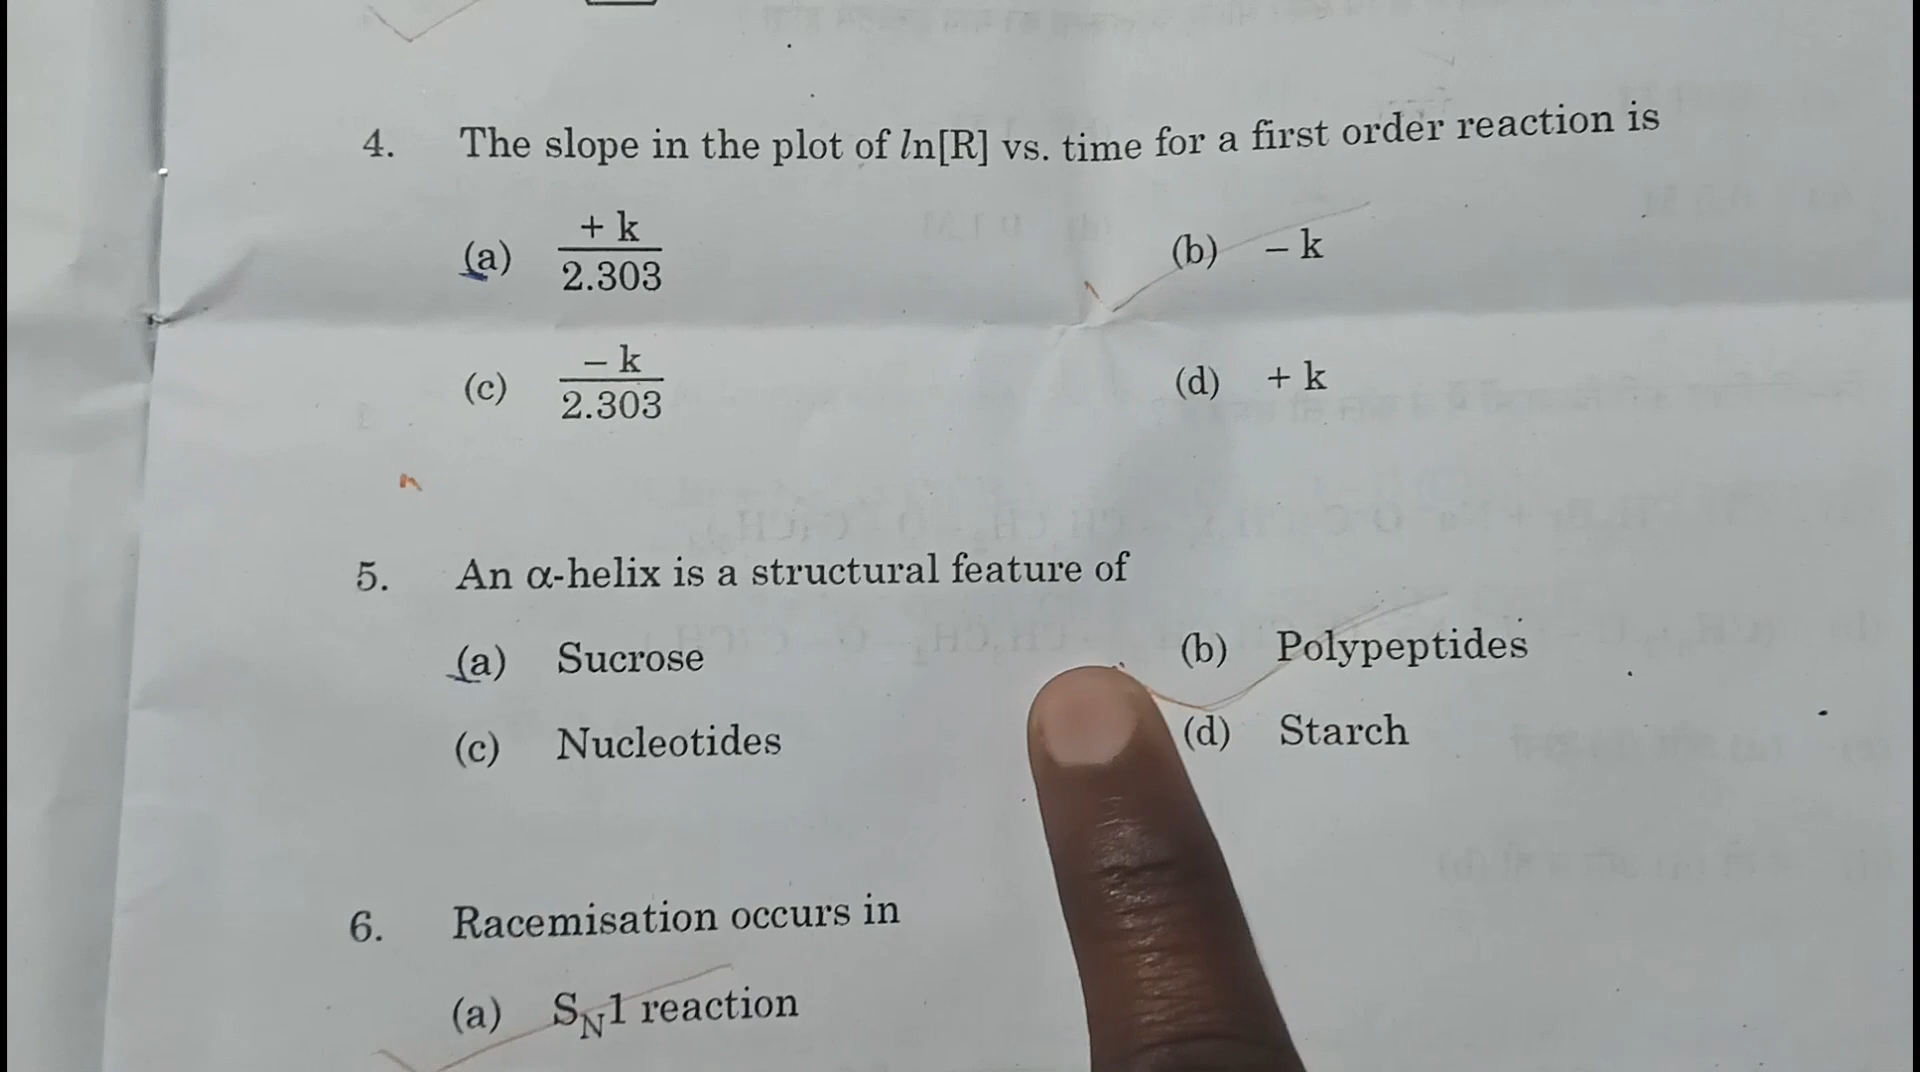 4. The slope in the plot of ln[R] vs. time for a first order reaction is
(a) + k / 2.303 (b) – k
(c) – k / 2.303 (d) + k
5. An α-helix is a structural feature of
(a) Sucrose (b) Polypeptides
(c) Nucleotides (d) Starch
6. Racemisation occurs in
(a) S_N1 reaction